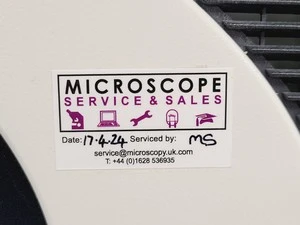 MICROSCOPE
SERVICE & SALES
Date: 17.4.24 Serviced by: MS
service@microscopy.uk.com
T: +44 (0)1628 536935